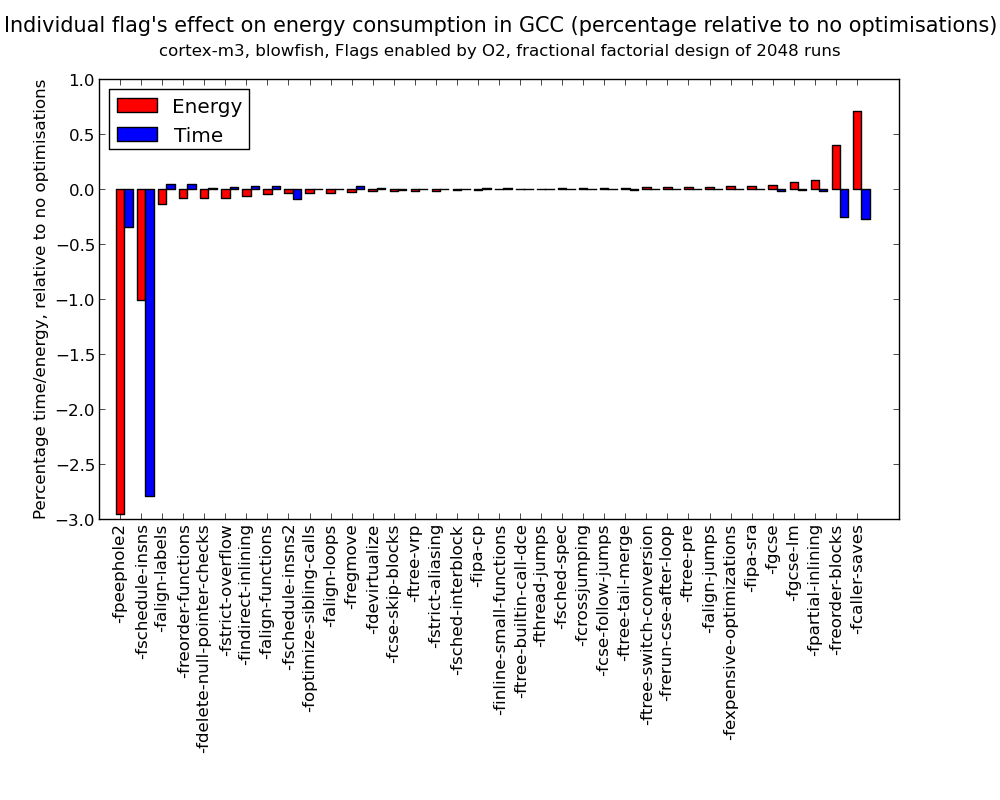 Individual flag's effect on energy consumption in GCC (percentage relative to no optimisations)
cortex-m3, blowfish, Flags enabled by O2, fractional factorial design of 2048 runs
Percentage time/energy, relative to no optimisations
1.0
0.5
0.0
−0.5
−1.0
−1.5
−2.0
−2.5
−3.0
Energy
Time
-fpeephole2
-fschedule-insns
-falign-labels
-freorder-functions
-fdelete-null-pointer-checks
-fstrict-overflow
-findirect-inlining
-falign-functions
-fschedule-insns2
-foptimize-sibling-calls
-falign-loops
-fregmove
-fdevirtualize
-fcse-skip-blocks
-ftree-vrp
-fstrict-aliasing
-fsched-interblock
-fipa-cp
-finline-small-functions
-ftree-builtin-call-dce
-fthread-jumps
-fsched-spec
-fcrossjumping
-fcse-follow-jumps
-ftree-tail-merge
-ftree-switch-conversion
-frerun-cse-after-loop
-ftree-pre
-falign-jumps
-fexpensive-optimizations
-fipa-sra
-fgcse
-fgcse-lm
-fpartial-inlining
-freorder-blocks
-fcaller-saves